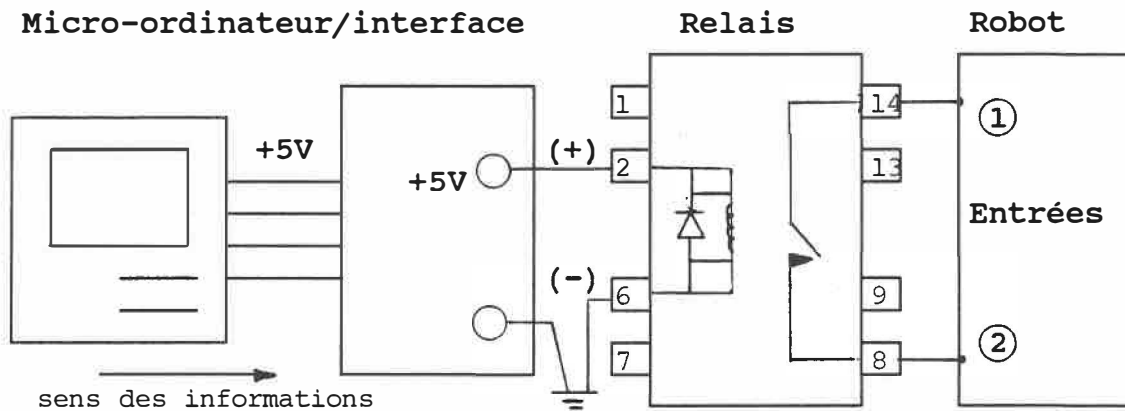 Micro-ordinateur/interface
Relais
Robot
+5V
+5V
(+)
(-)
1
2
6
7
14
13
9
8
1
Entrées
2
sens des informations